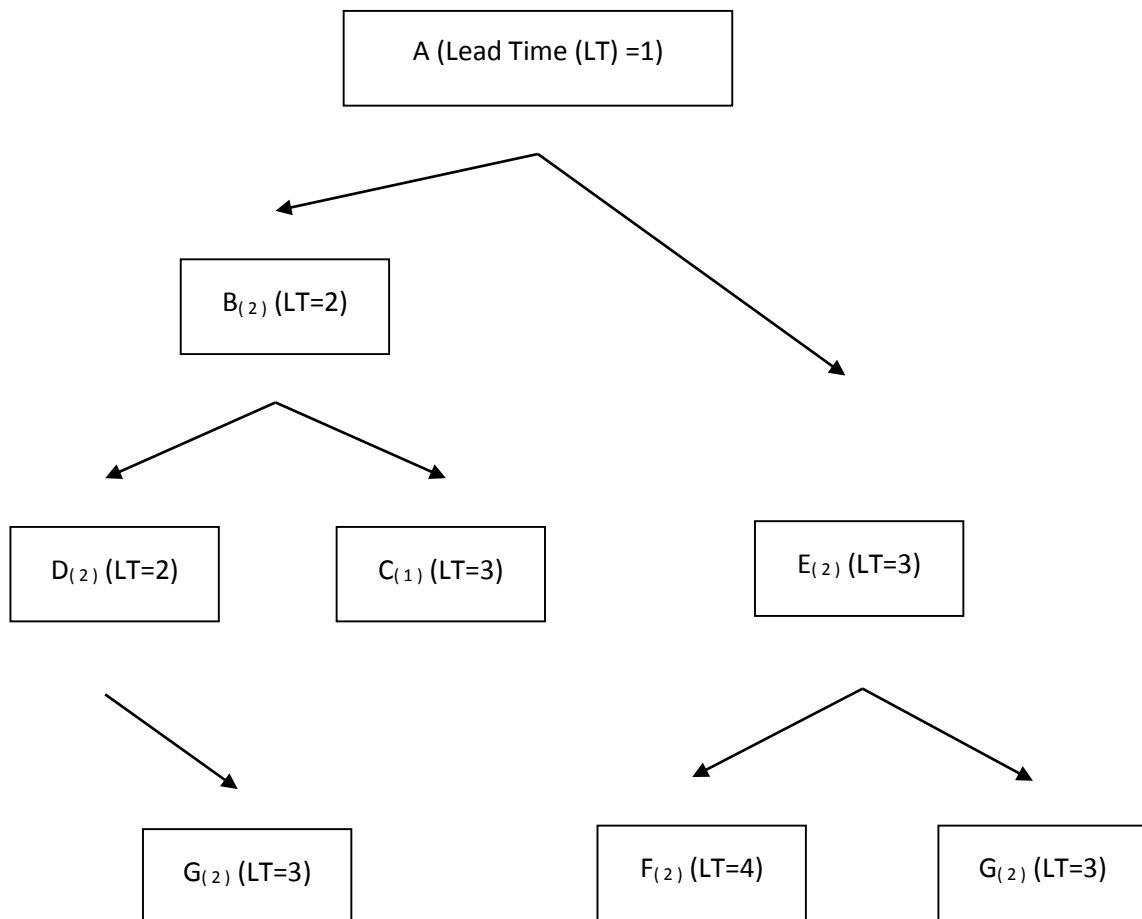 A (Lead Time (LT) =1)
B( 2 ) (LT=2)
D( 2 ) (LT=2)
C( 1 ) (LT=3)
E( 2 ) (LT=3)
G( 2 ) (LT=3)
F( 2 ) (LT=4)
G( 2 ) (LT=3)